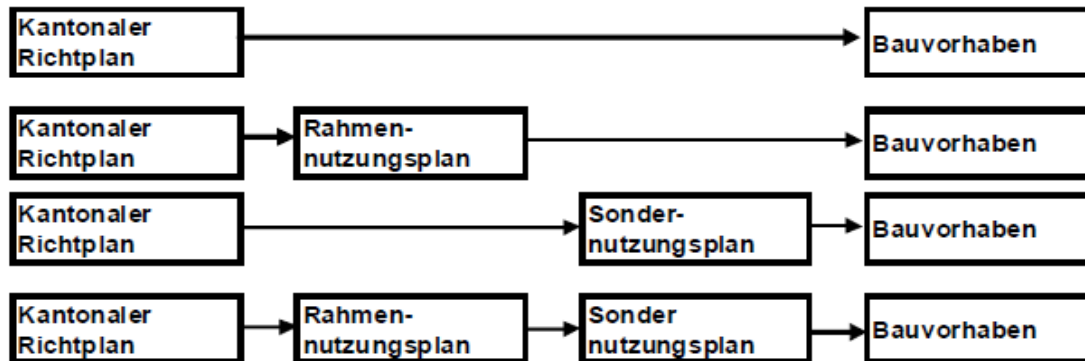 Kantonaler
Richtplan
Bauvorhaben
Kantonaler
Richtplan
Rahmen-
nutzungsplan
Bauvorhaben
Kantonaler
Richtplan
Sonder-
nutzungsplan
Bauvorhaben
Kantonaler
Richtplan
Rahmen-
nutzungsplan
Sonder
nutzungsplan
Bauvorhaben